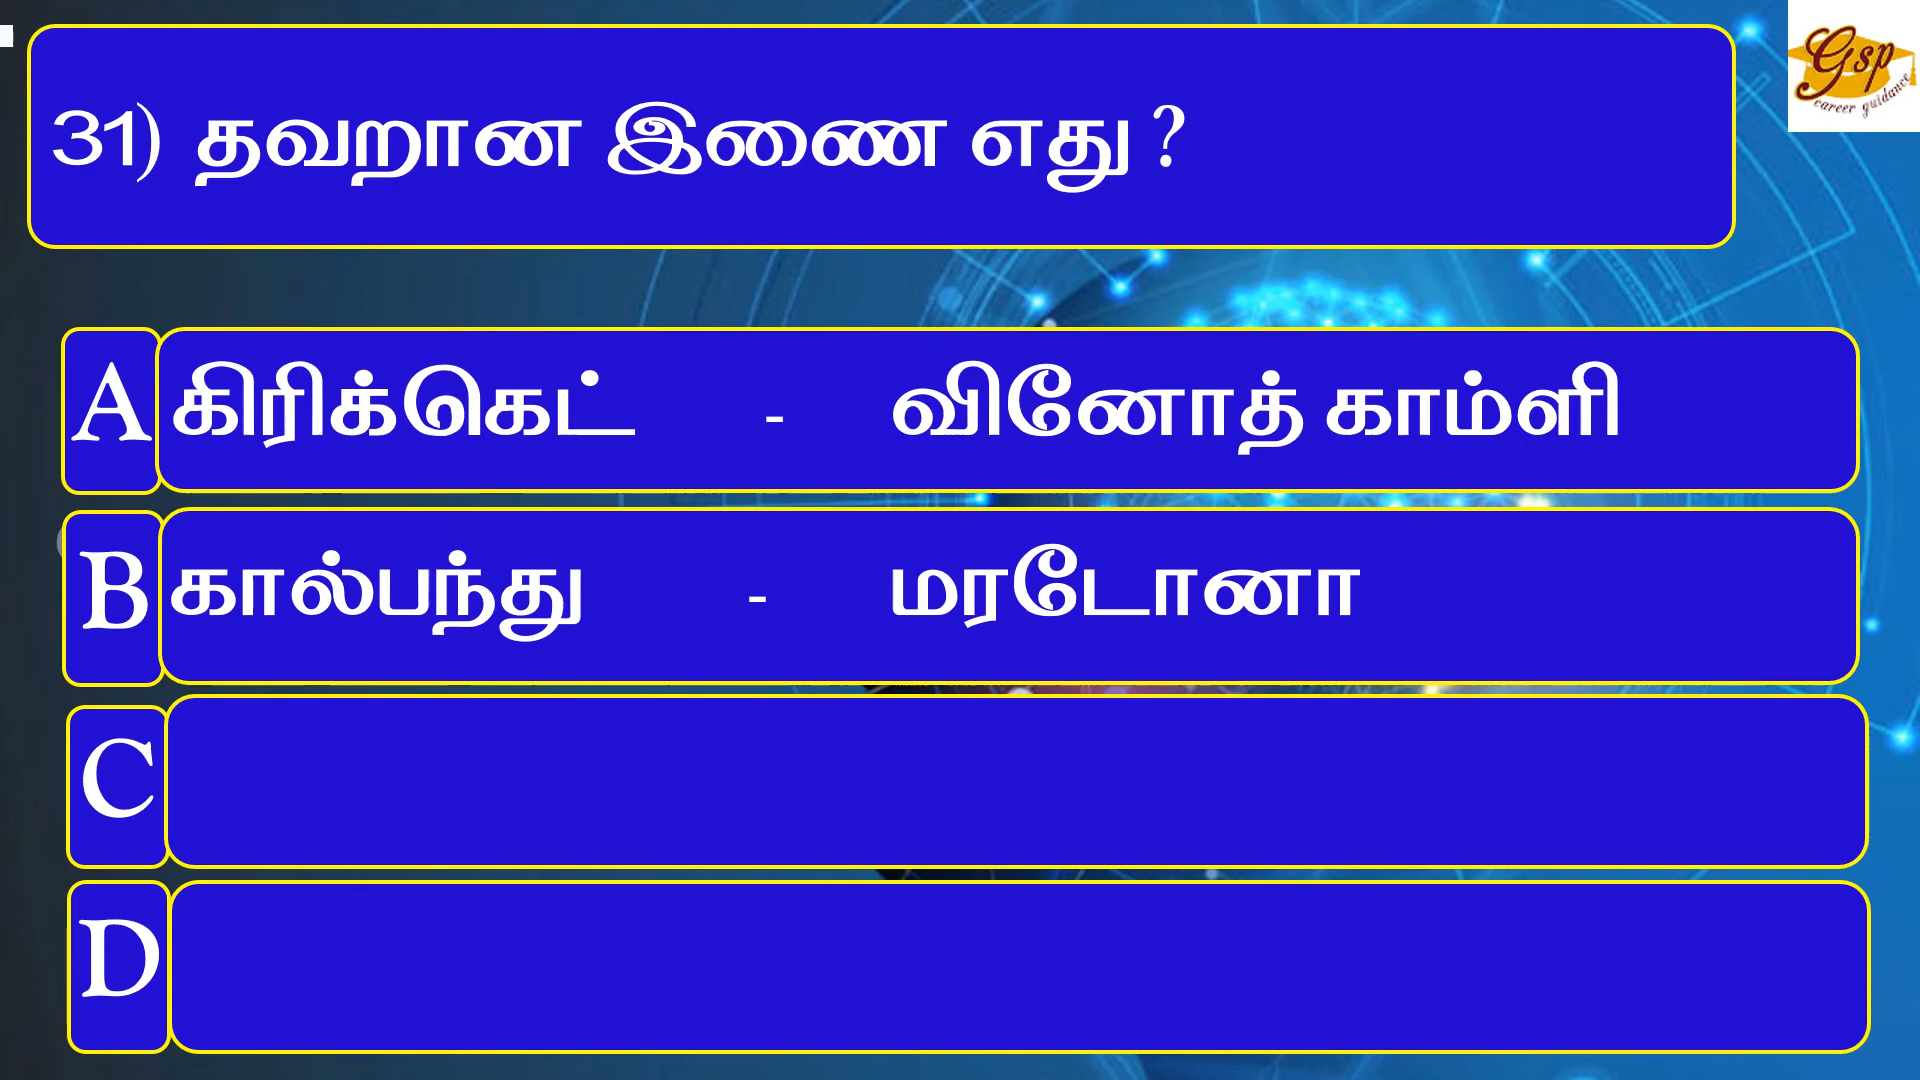 Gsp
career guidance
31) தவறான இணை எது ?
A கிரிக்கெட் - வினோத் காம்ளி
B கால்பந்து - மரடோனா
C
D